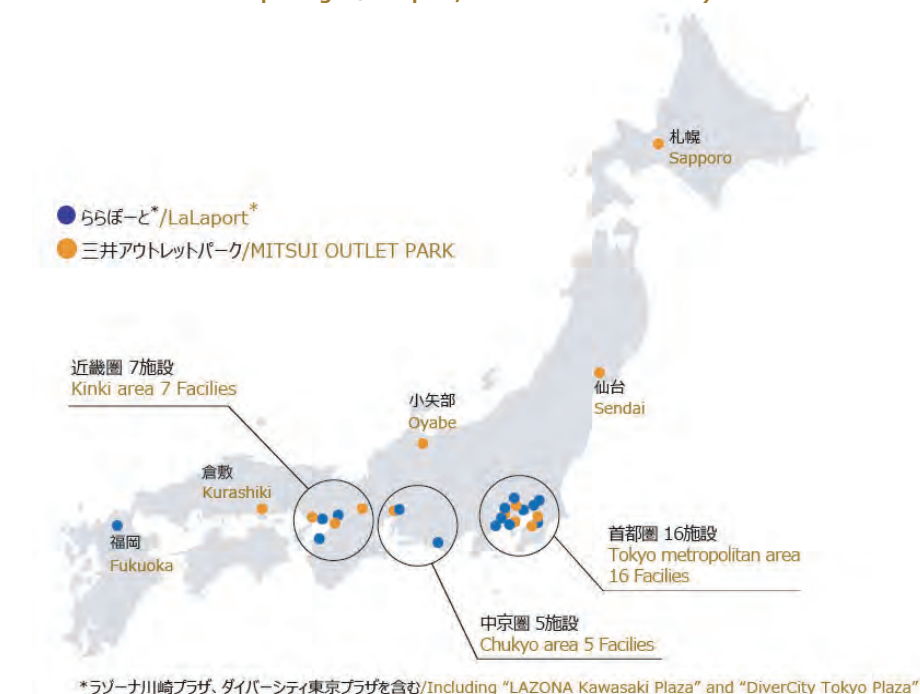 札幌
Sapporo
ららぽーと*/LaLaport*
三井アウトレットパーク/MITSUI OUTLET PARK
近畿圏 7施設
Kinki area 7 Facilies
小矢部
Oyabe
仙台
Sendai
倉敷
Kurashiki
福岡
Fukuoka
首都圏 16施設
Tokyo metropolitan area
16 Facilies
中京圏 5施設
Chukyo area 5 Facilies
*ラゾーナ川崎プラザ、ダイバーシティ東京プラザを含む/Including “LAZONA Kawasaki Plaza” and “DiverCity Tokyo Plaza”